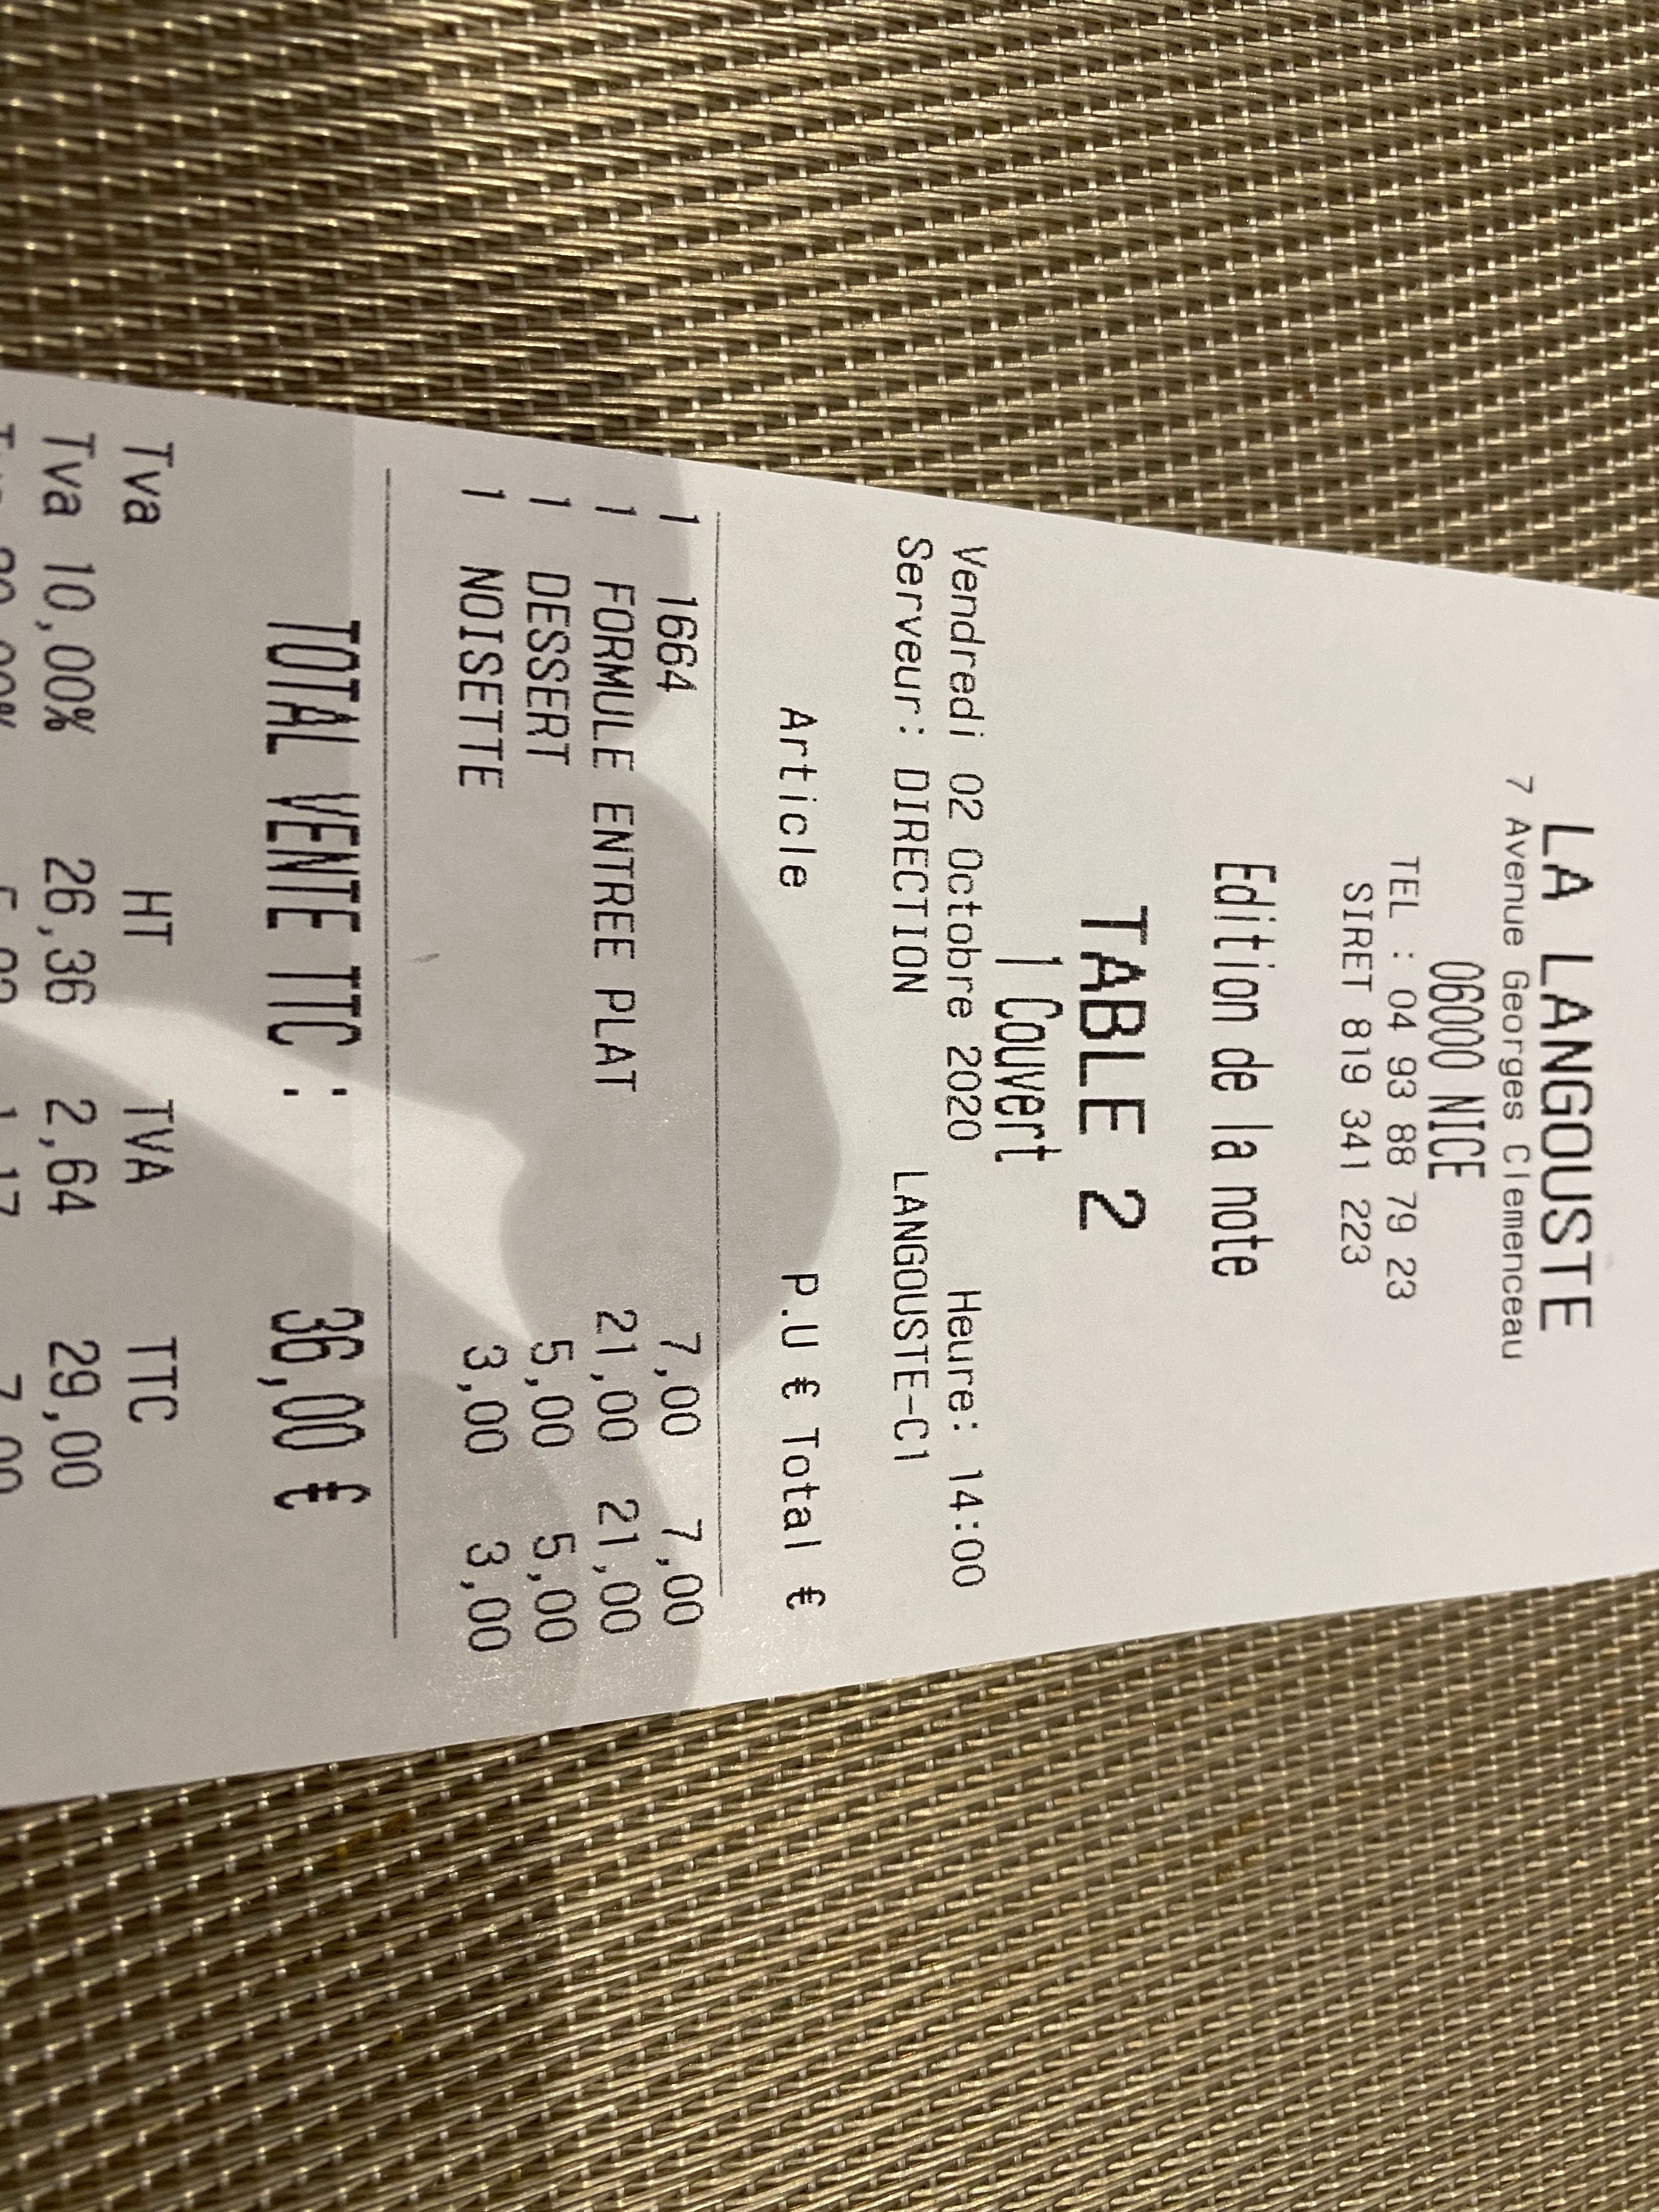 LA LANGOUSTE
7 Avenue Georges Clemenceau
06000 NICE
TEL : 04 93 88 79 23
SIRET 819 341 223
Edition de la note
TABLE 2
1 Couvert
Vendredi 02 Octobre 2020 Heure: 14:00
Serveur: DIRECTION LANGOUSTE-C1
Article P.U € Total €
1 1664 7,00 7,00
1 FORMULE ENTREE PLAT 21,00 21,00
1 DESSERT 5,00 5,00
1 NOISETTE 3,00 3,00
TOTAL VENTE TTC : 36,00 €
Tva HT TVA TTC
Tva 10,00% 26,36 2,64 29,00